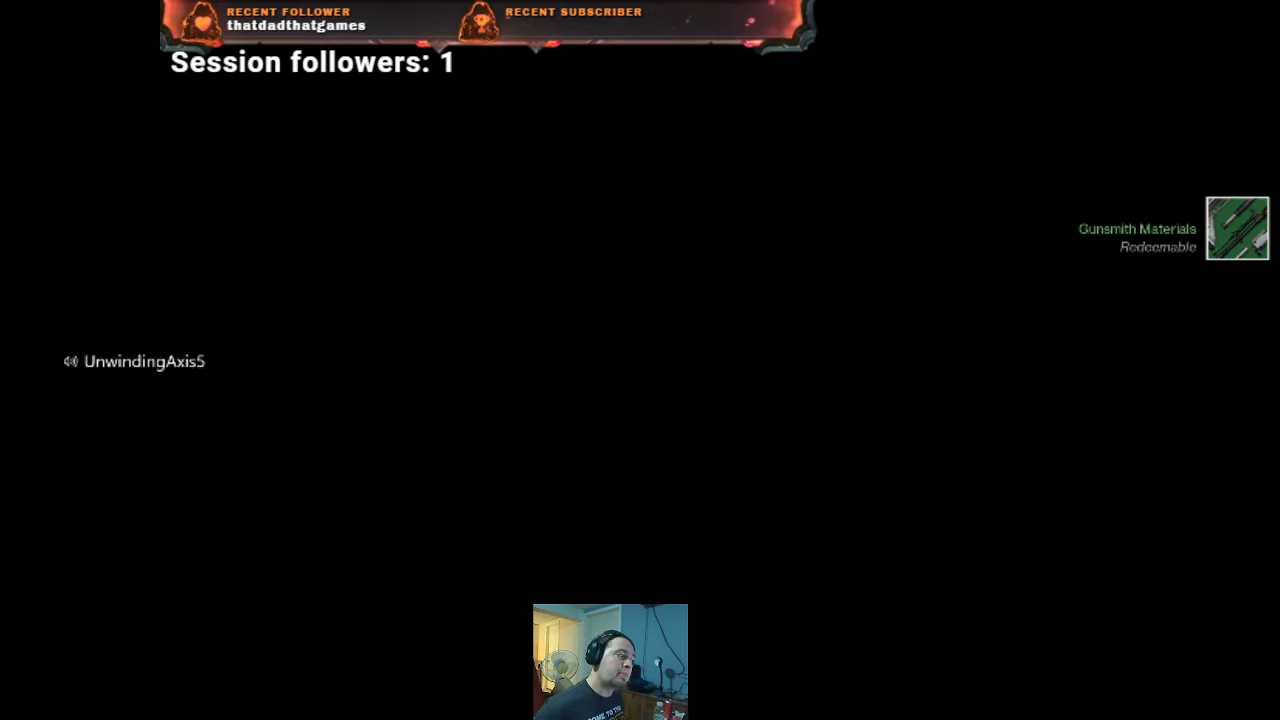 RECENT FOLLOWER
thatdadthatgames
RECENT SUBSCRIBER
Session followers: 1
Gunsmith Materials
Redeemable
UnwindingAxis5